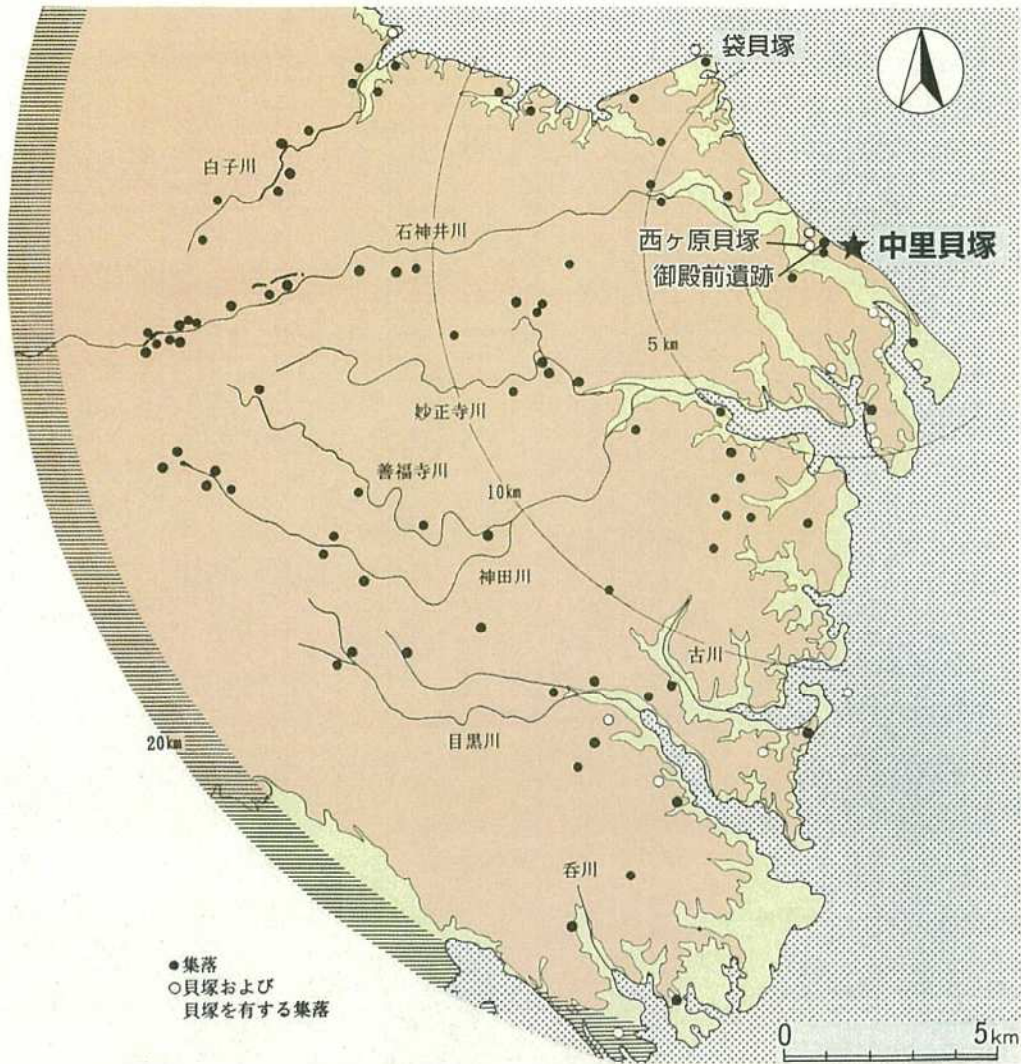 袋貝塚
白子川
石神井川
西ヶ原貝塚
中里貝塚
御殿前遺跡
5km
妙正寺川
善福寺川
10km
神田川
古川
目黒川
20km
呑川
●集落
○貝塚および
貝塚を有する集落
0 5km